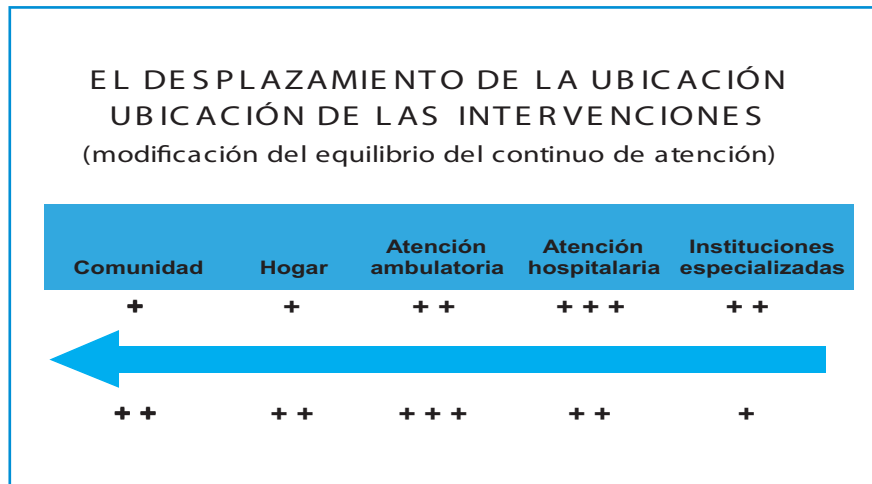 EL DESPLAZAMIENTO DE LA UBICACIÓN
UBICACIÓN DE LAS INTERVENCIONES
(modificación del equilibrio del continuo de atención)
Comunidad Hogar Atención ambulatoria Atención hospitalaria Instituciones especializadas
+ + + + + + + + +
+ + + + + + + + + +